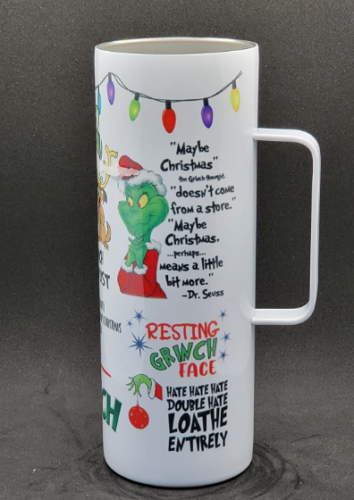 "Maybe
Christmas"
the Grinch thought,
"doesn't come
from a store."
"Maybe
Christmas,
...perhaps...
means a little
bit more."
-Dr. Seuss
RESTING
GRINCH
FACE
HATE HATE HATE
DOUBLE HATE
LOATHE
ENTIRELY